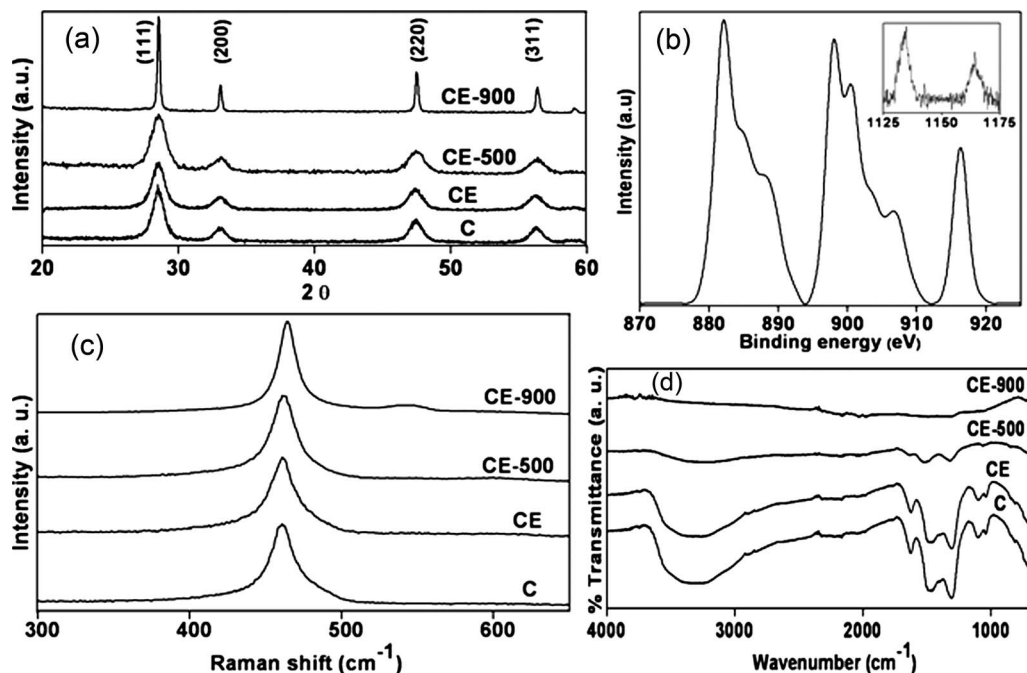 (a)
(111)
(200)
(220)
(311)
CE-900
CE-500
CE
C
Intensity (a.u.)
20 30 40 50 60
2 θ
(b)
1125 1150 1175
Intensity (a.u)
870 880 890 900 910 920
Binding energy (eV)
(c)
CE-900
CE-500
CE
C
Intensity (a. u.)
300 400 500 600
Raman shift (cm⁻¹)
(d)
CE-900
CE-500
CE
C
% Transmittance (a. u.)
4000 3000 2000 1000
Wavenumber (cm⁻¹)